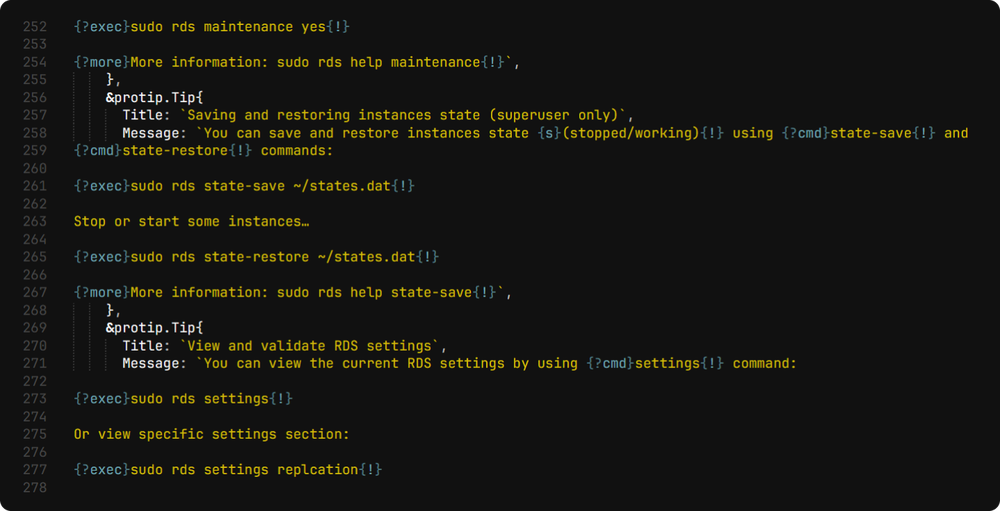 252 {?exec}sudo rds maintenance yes{!}
253
254 {?more}More information: sudo rds help maintenance{!}`,
255     },
256     &protip.Tip{
257       Title: `Saving and restoring instances state (superuser only)`,
258       Message: `You can save and restore instances state {s}(stopped/working){!} using {?cmd}state-save{!} and
259 {?cmd}state-restore{!} commands:
260
261 {?exec}sudo rds state-save ~/states.dat{!}
262
263 Stop or start some instances…
264
265 {?exec}sudo rds state-restore ~/states.dat{!}
266
267 {?more}More information: sudo rds help state-save{!}`,
268     },
269     &protip.Tip{
270       Title: `View and validate RDS settings`,
271       Message: `You can view the current RDS settings by using {?cmd}settings{!} command:
272
273 {?exec}sudo rds settings{!}
274
275 Or view specific settings section:
276
277 {?exec}sudo rds settings replcation{!}
278